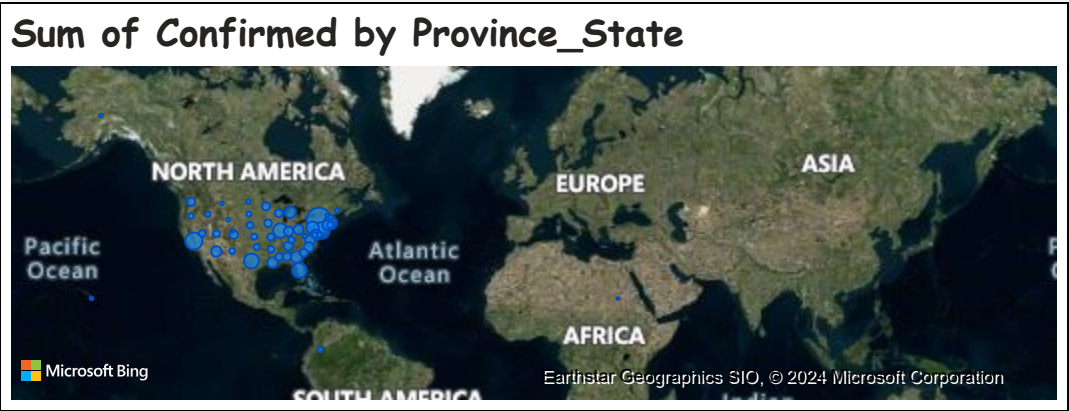 Sum of Confirmed by Province_State
NORTH AMERICA
ASIA
EUROPE
Pacific
Ocean
Atlantic
Ocean
AFRICA
Microsoft Bing
Earthstar Geographics SIO, © 2024 Microsoft Corporation
SOUTH AMERICA